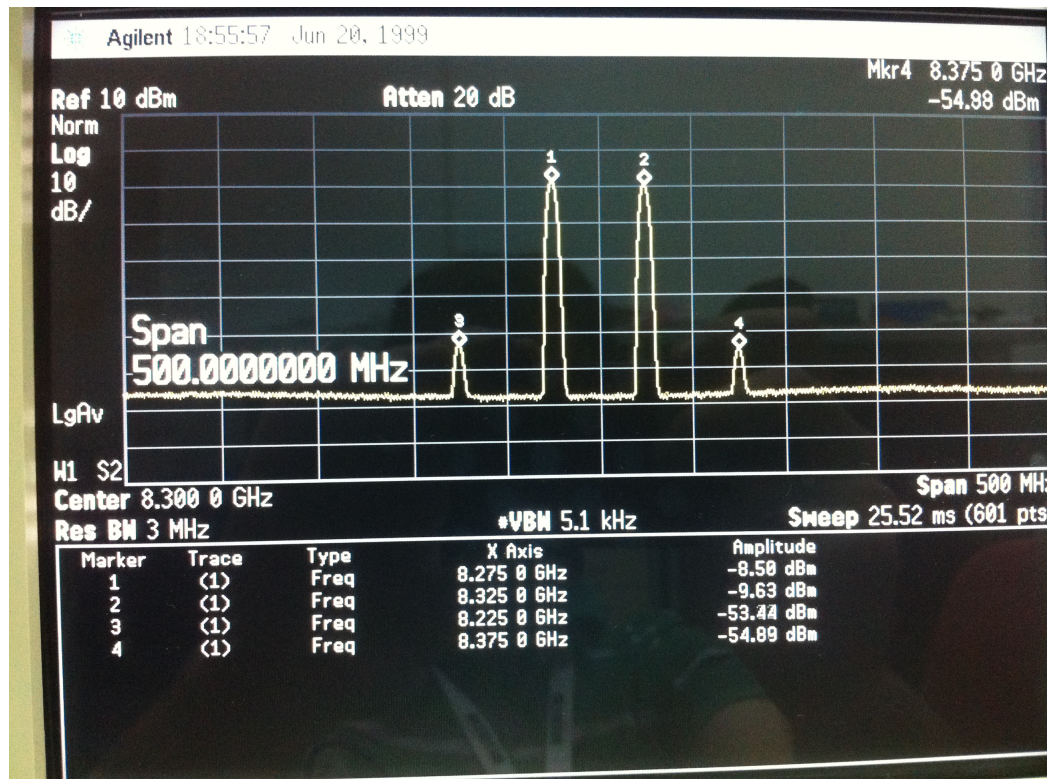 Agilent 18:55:57 Jun 20, 1999
Mkr4 8.375 0 GHz
Ref 10 dBm Atten 20 dB -54.98 dBm
Norm
Log
10
dB/
1 2
3 4
Span
500.0000000 MHz
LgAv
W1 S2
Center 8.300 0 GHz Span 500 MHz
Res BW 3 MHz #VBW 5.1 kHz Sweep 25.52 ms (601 pts
Marker Trace Type X Axis Amplitude
1 (1) Freq 8.275 0 GHz -8.50 dBm
2 (1) Freq 8.325 0 GHz -9.63 dBm
3 (1) Freq 8.225 0 GHz -53.44 dBm
4 (1) Freq 8.375 0 GHz -54.89 dBm